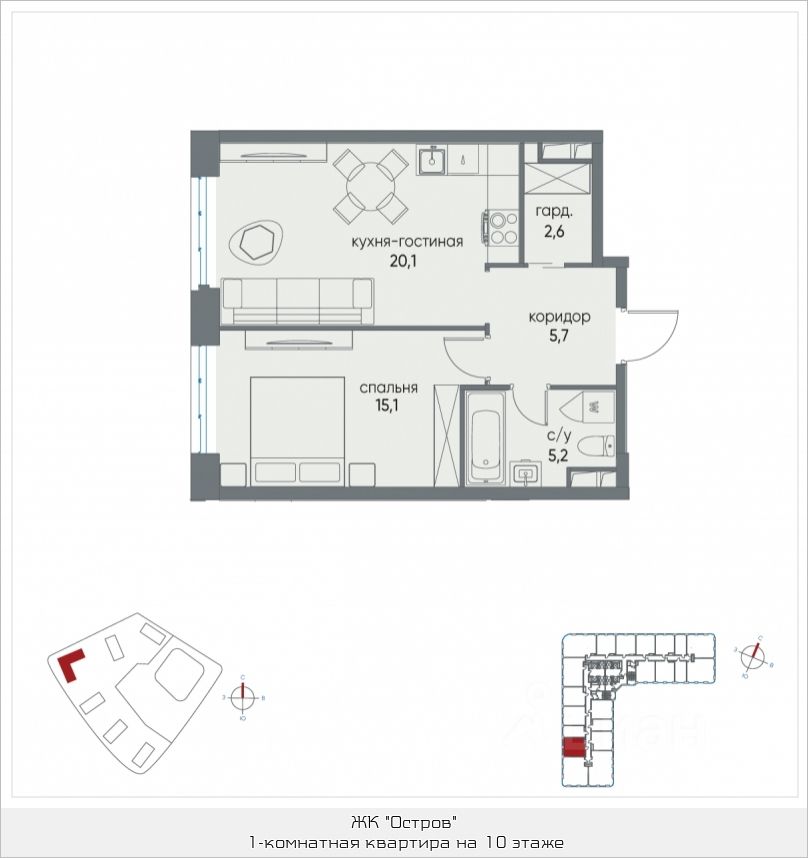 гард.
2,6
кухня-гостиная
20,1
коридор
5,7
спальня
15,1
с/у
5,2
С
З В
Ю
С
З В
Ю
ЖК "Остров"
1-комнатная квартира на 10 этаже